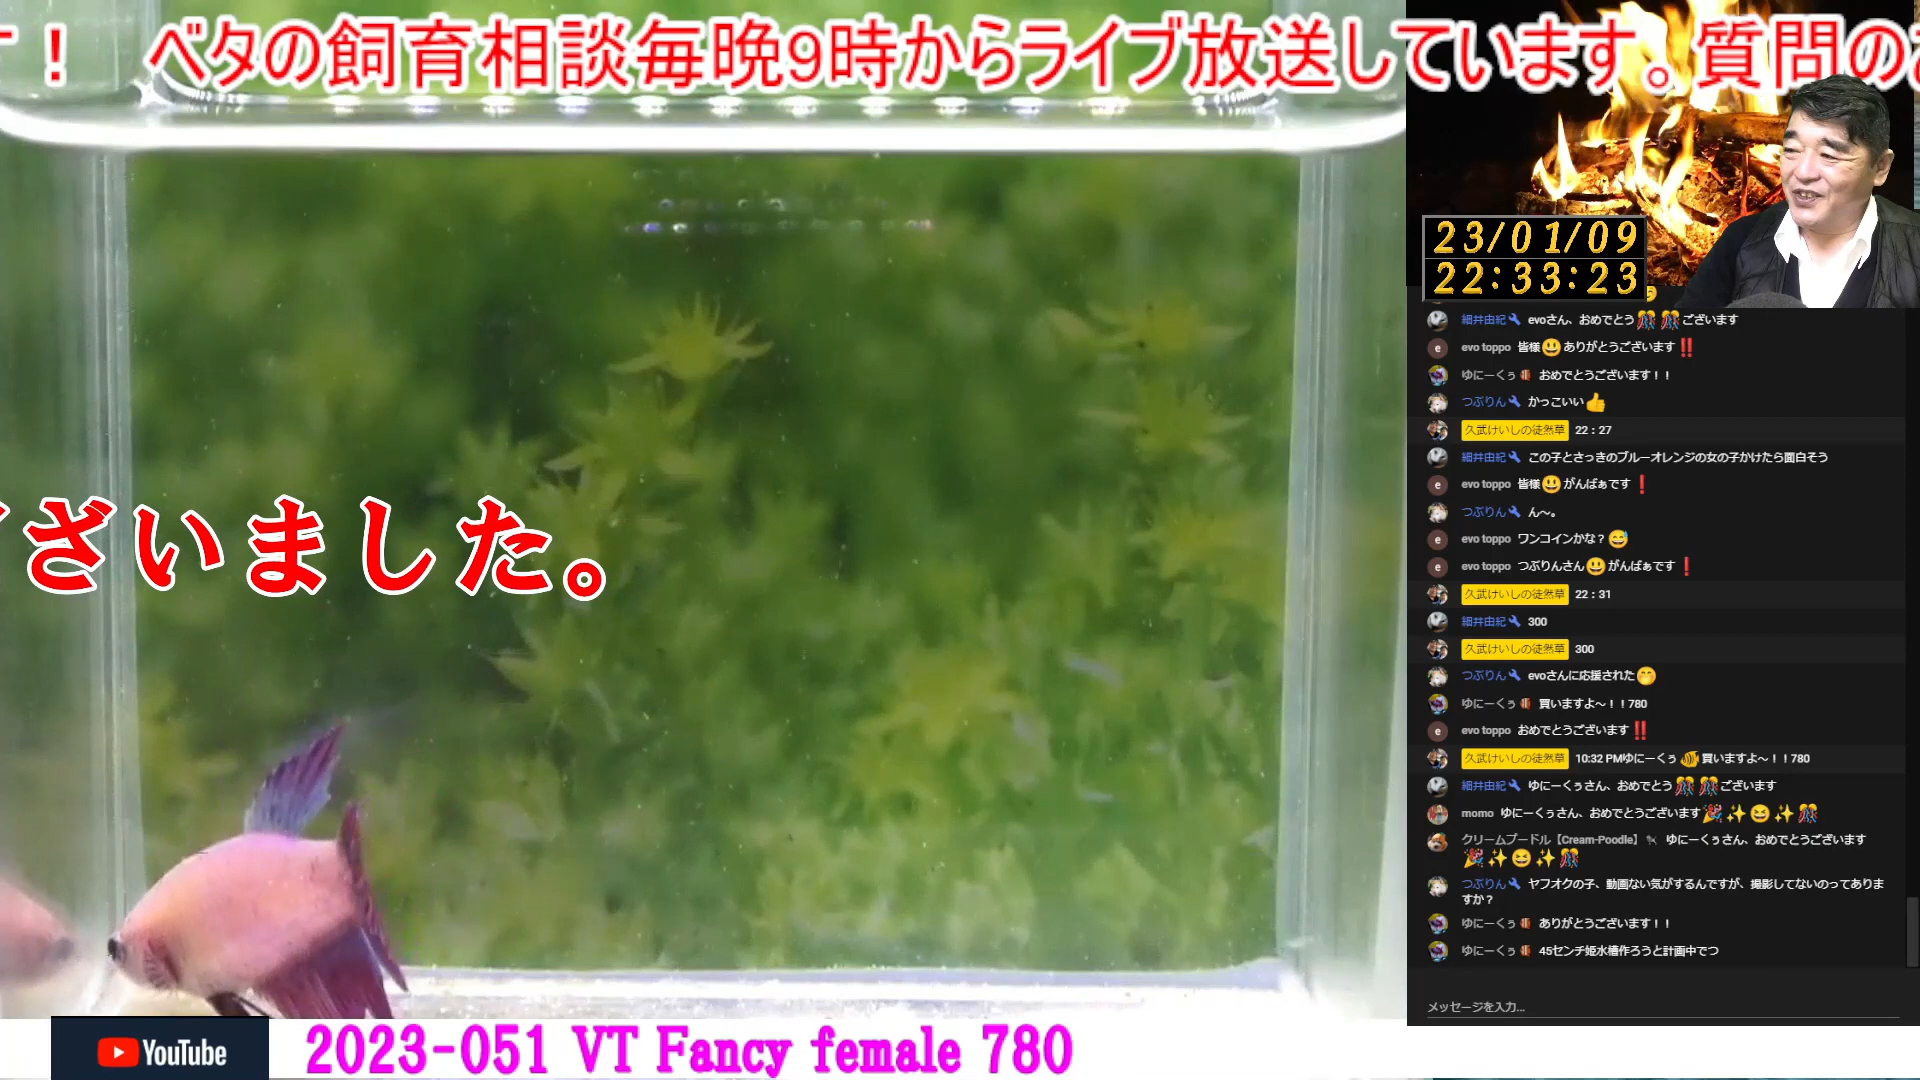 す！　ベタの飼育相談毎晩9時からライブ放送しています。質問のお
23/01/09
22:33:23
細井由紀 evoさん、おめでとう🎊🎊ございます
evo toppo 皆様😃ありがとうございます‼️
ゆにーくぅ おめでとうございます！！
つぶりん かっこいい👍
久武けいしの徒然草 22：27
細井由紀 この子とさっきのブルーオレンジの女の子かけたら面白そう
evo toppo 皆様😃がんばぁです❗
つぶりん ん〜。
evo toppo ワンコインかな？😅
evo toppo つぶりんさん😃がんばぁです❗
久武けいしの徒然草 22：31
細井由紀 300
久武けいしの徒然草 300
つぶりん evoさんに応援された🤭
ゆにーくぅ 買いますよ〜！！780
evo toppo おめでとうございます‼️
久武けいしの徒然草 10:32 PMゆにーくぅ🐠買いますよ〜！！780
細井由紀 ゆにーくぅさん、おめでとう🎊🎊ございます
momo ゆにーくぅさん、おめでとうございます🎉✨😆✨🎊
クリームプードル【Cream-Poodle】 ゆにーくぅさん、おめでとうございます
🎉✨😆✨🎊
つぶりん ヤフオクの子、動画ない気がするんですが、撮影してないのってありま
すか？
ゆにーくぅ ありがとうございます！！
ゆにーくぅ 45センチ姫水槽作ろうと計画中でつ
メッセージを入力...
ございました。
YouTube
2023-051 VT Fancy female 780